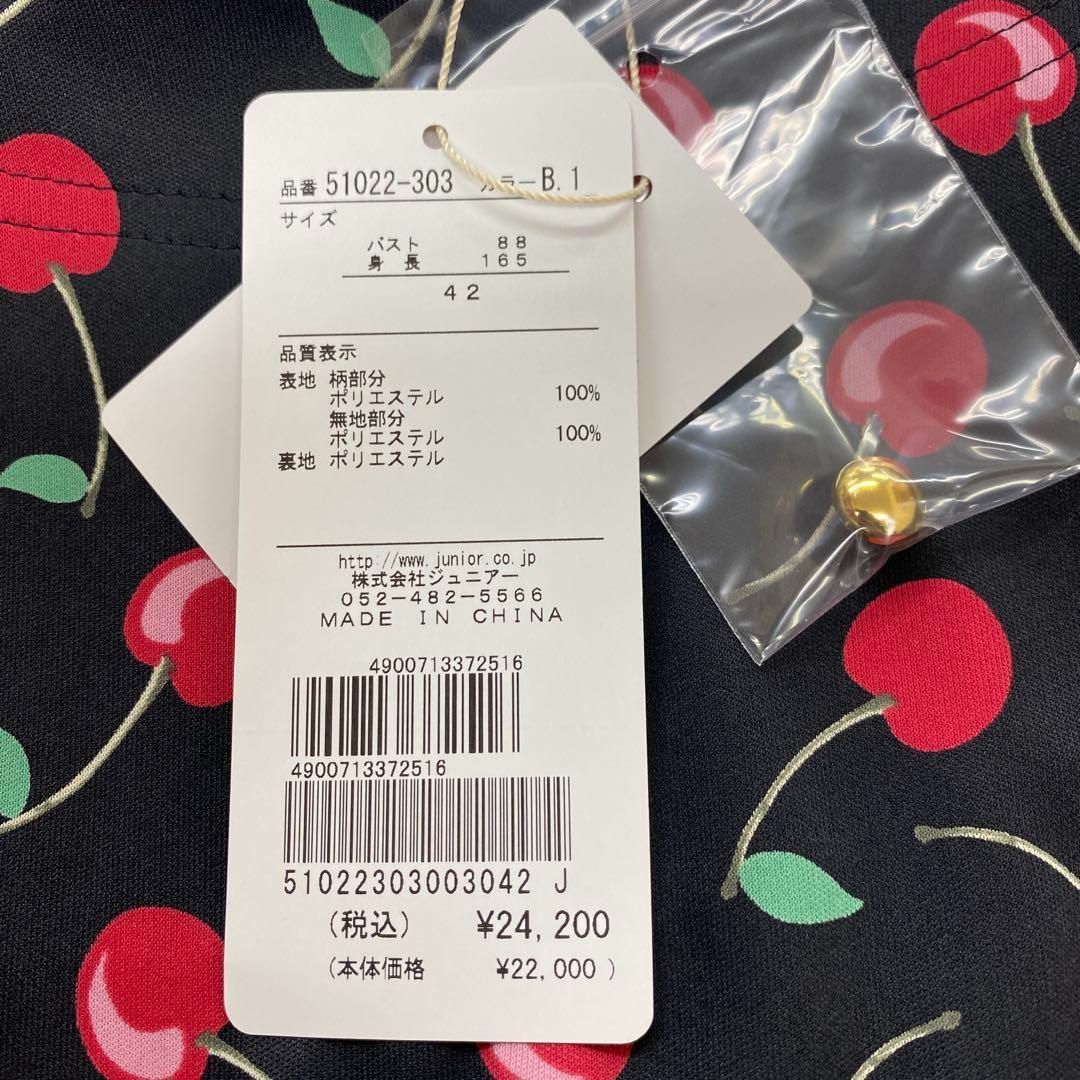 品番 51022-303 カラー B.1
サイズ
バスト 88
身長 165
42
品質表示
表地 柄部分
ポリエステル 100%
無地部分
ポリエステル 100%
裏地 ポリエステル
http://www.junior.co.jp
株式会社ジュニアー
052-482-5566
MADE IN CHINA
4900713372516
4900713372516
51022303003042 J
(税込) ¥24,200
(本体価格 ¥22,000)